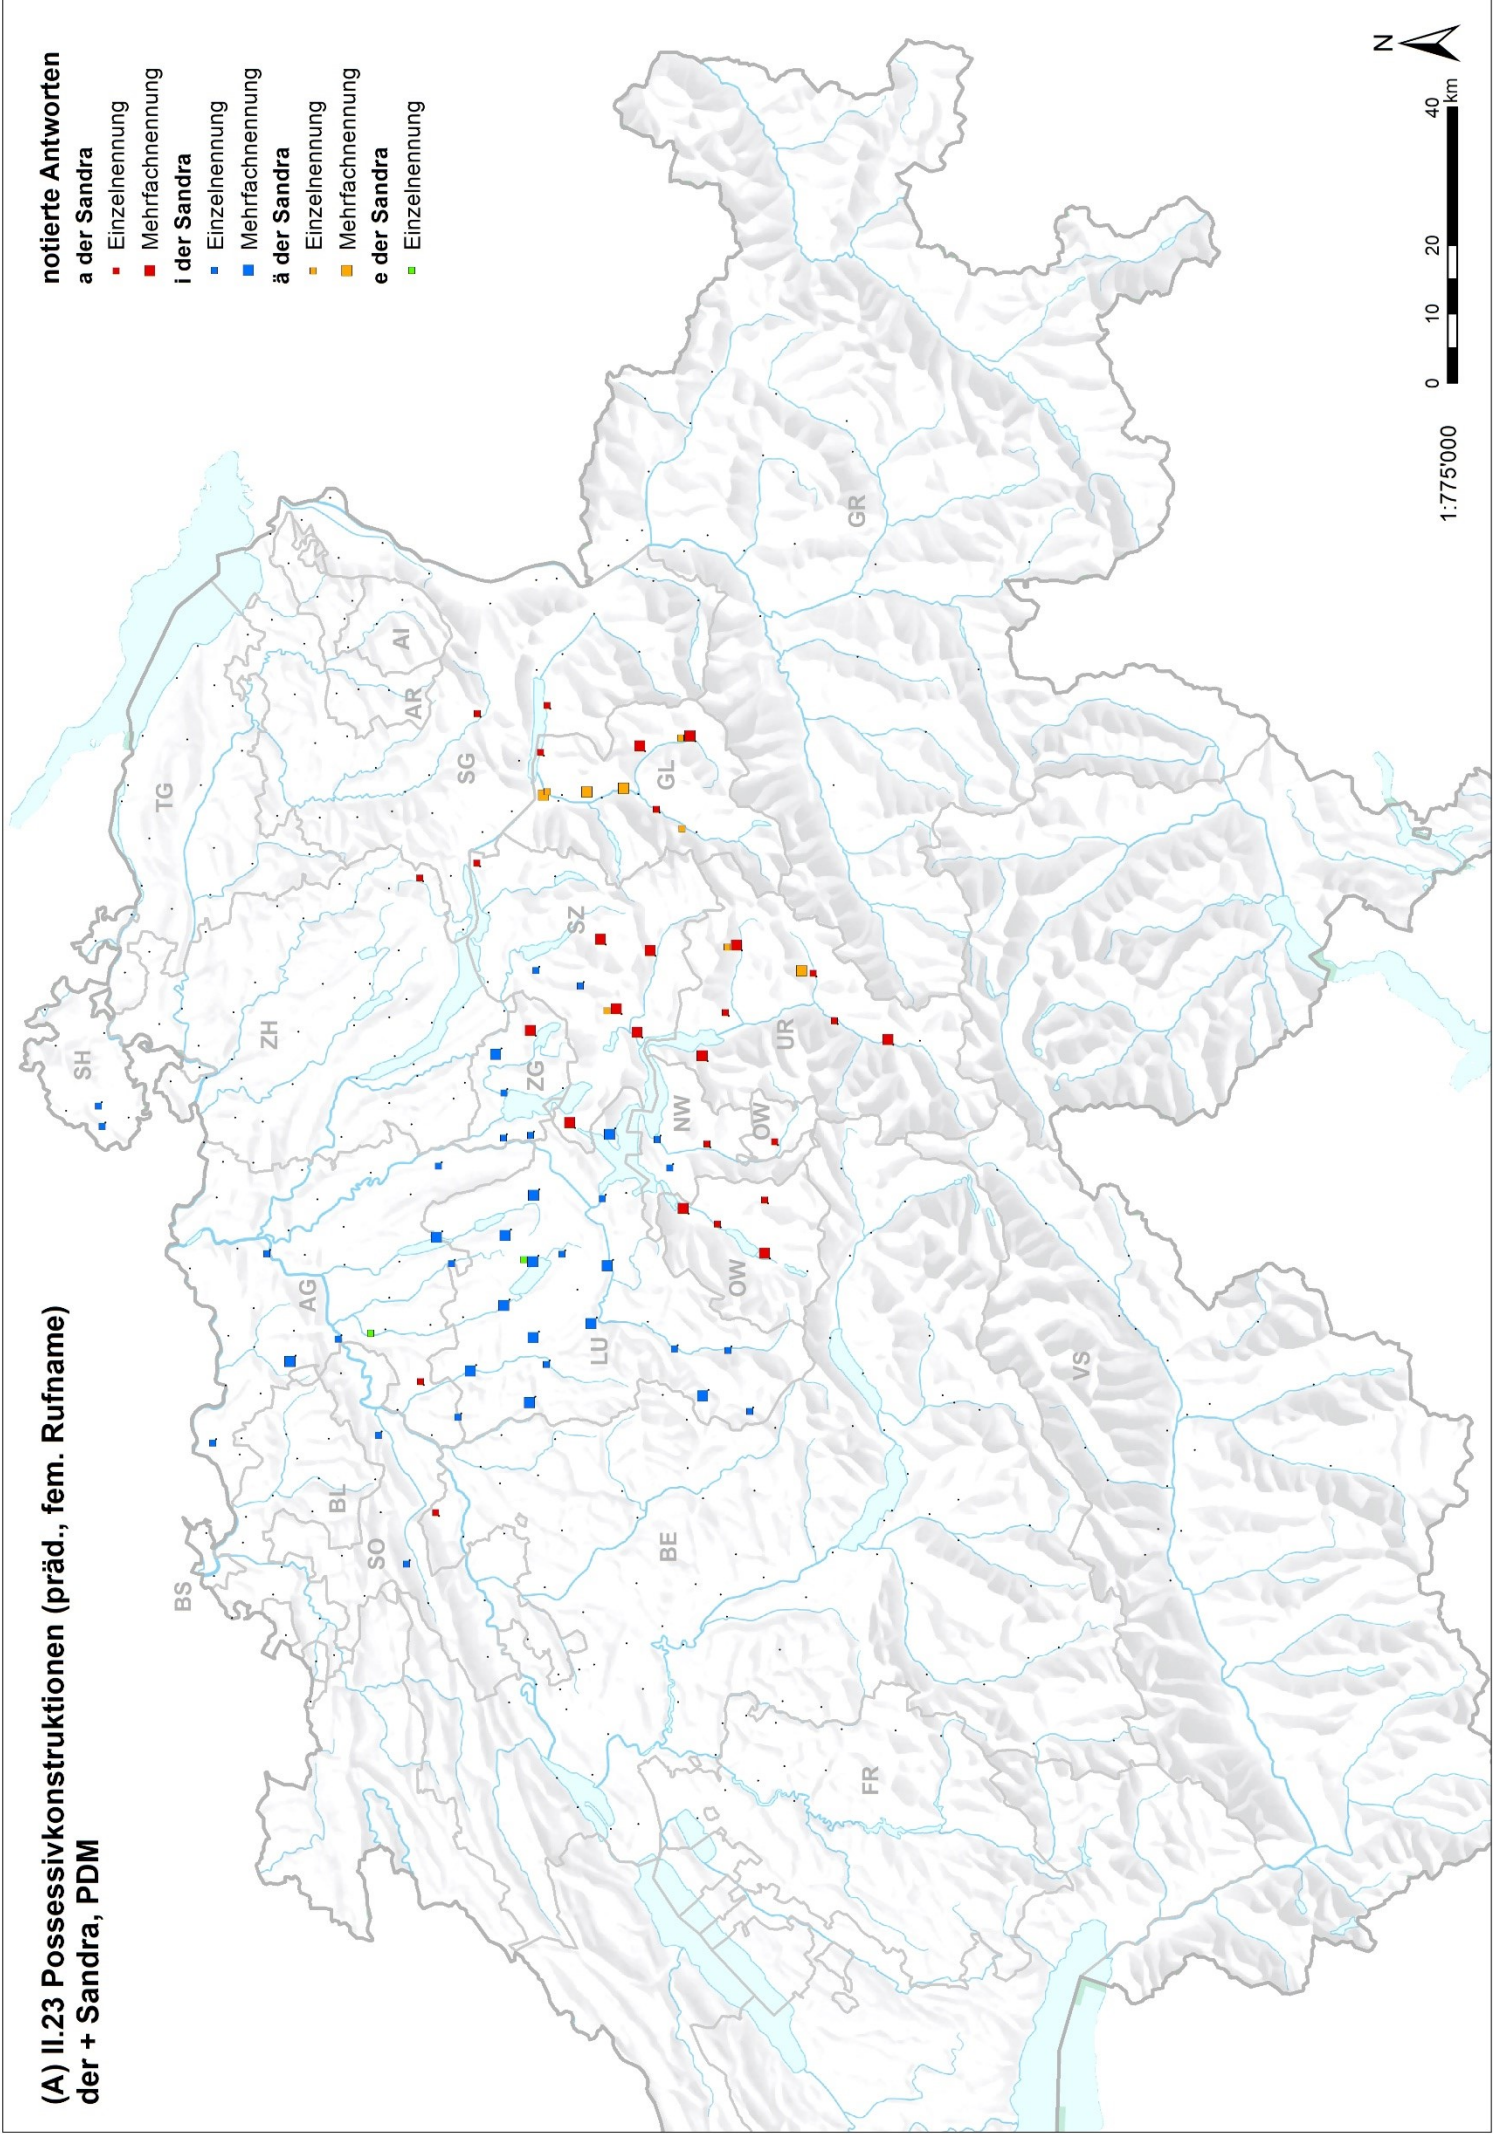 (A) II.23 Possessivkonstruktionen (präd., fem. Rufname)
der + Sandra, PDM
notierte Antworten
a der Sandra
Einzelnennung
Mehrfachnennung
i der Sandra
Einzelnennung
Mehrfachnennung
ä der Sandra
Einzelnennung
Mehrfachnennung
e der Sandra
Einzelnennung
BS
SH
TG
BL
AG
ZH
SO
AR
AI
SG
ZG
SZ
LU
BE
NW
GL
OW
OW
UR
FR
GR
VS
N
1:775'000
0 10 20 40
km